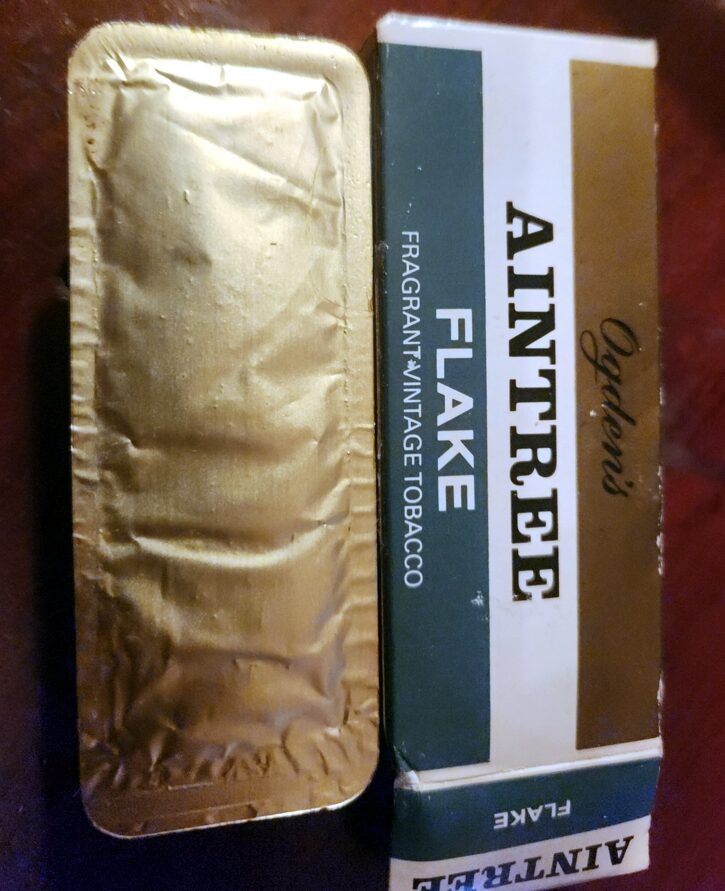 Ogden's
AINTREE
FLAKE
FRAGRANT VINTAGE TOBACCO
FLAKE
AINTREE